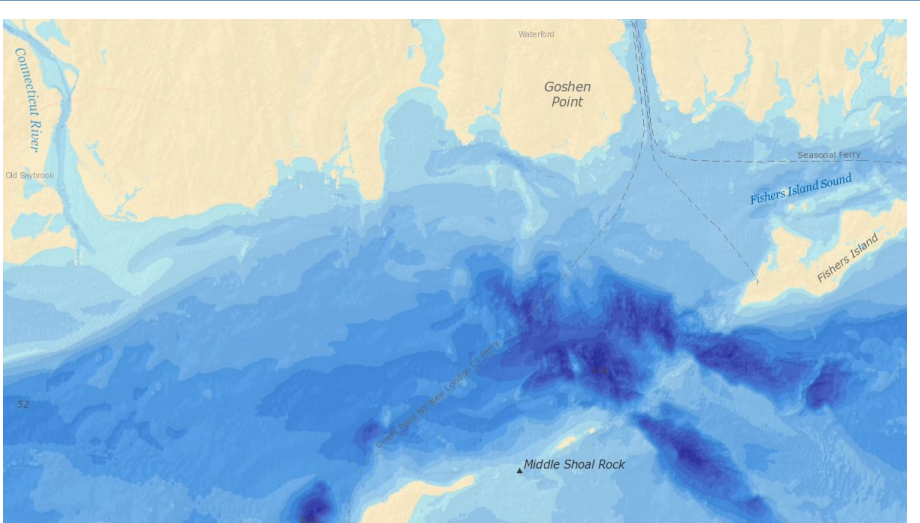 Waterford
Connecticut River
Goshen
Point
Seasonal Ferry
Old Saybrook
Fishers Island Sound
Fishers Island
52
Middle Shoal Rock